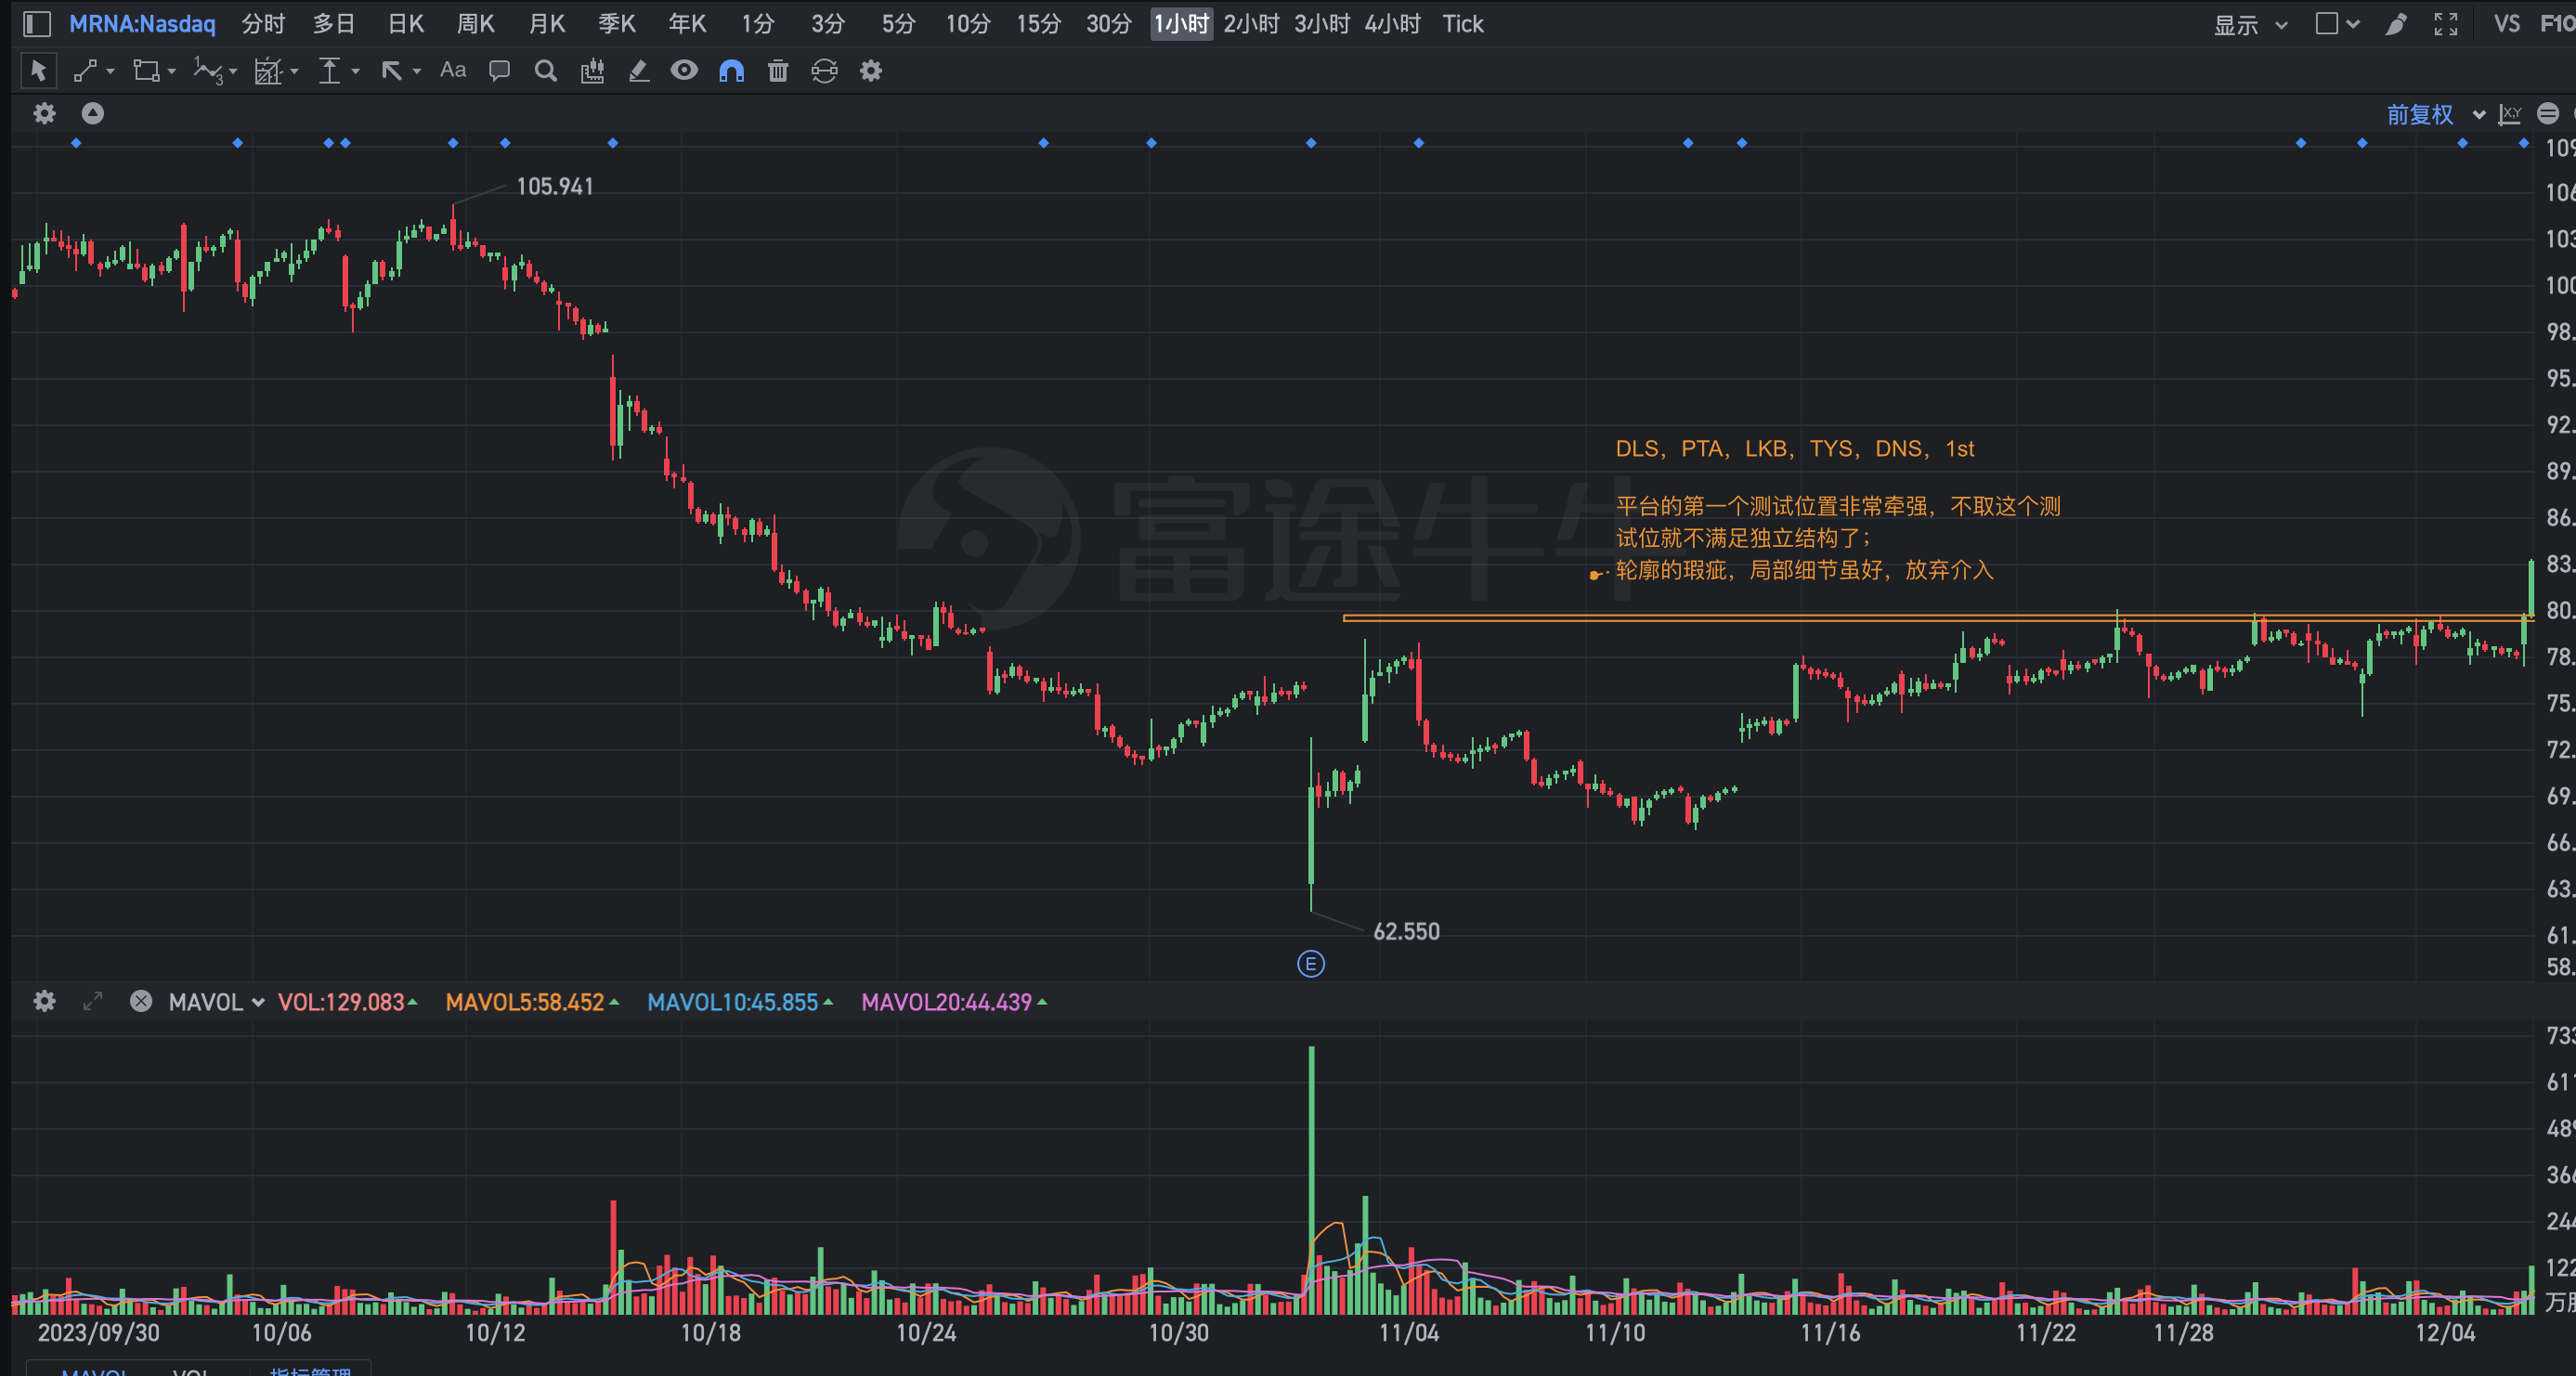 MRNA:Nasdaq 分时 多日 日K 周K 月K 季K 年K 1分 3分 5分 10分 15分 30分 1小时 2小时 3小时 4小时 Tick 显示 VS F10
Aa
前复权
105.941
DLS，PTA，LKB，TYS，DNS，1st
平台的第一个测试位置非常牵强，不取这个测
试位就不满足独立结构了；
轮廓的瑕疵，局部细节虽好，放弃介入
富途牛牛
62.550
E
109
106
103
100
98.
95.
92.
89.
86.
83.
80.
78.
75.
72.
69.
66.
63.
61.
58.
MAVOL VOL:129.083 MAVOL5:58.452 MAVOL10:45.855 MAVOL20:44.439
733
611
489
366
244
122
万股
2023/09/30 10/06 10/12 10/18 10/24 10/30 11/04 11/10 11/16 11/22 11/28 12/04
MAVOL VOL 指标管理